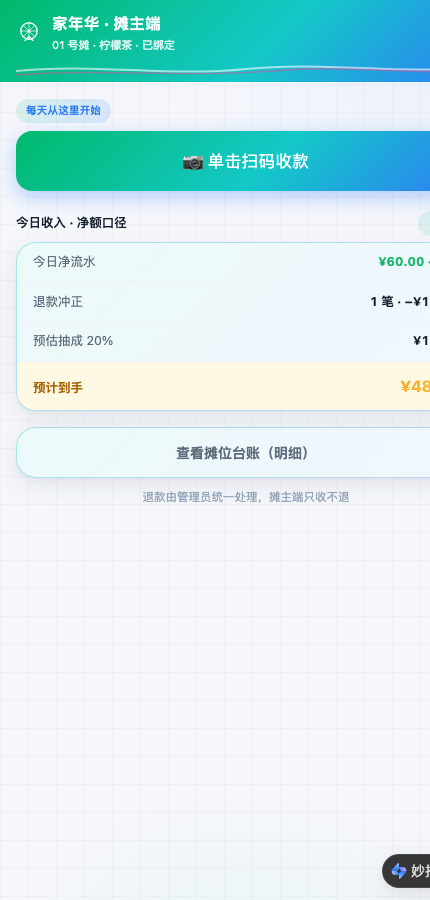 家年华 · 摊主端
01 号摊 · 柠檬茶 · 已绑定
每天从这里开始
单击扫码收款
今日收入 · 净额口径
今日净流水
¥60.00
退款冲正
1 笔 · −¥1
预估抽成 20%
¥1
预计到手
¥48
查看摊位台账（明细）
退款由管理员统一处理，摊主端只收不退
妙